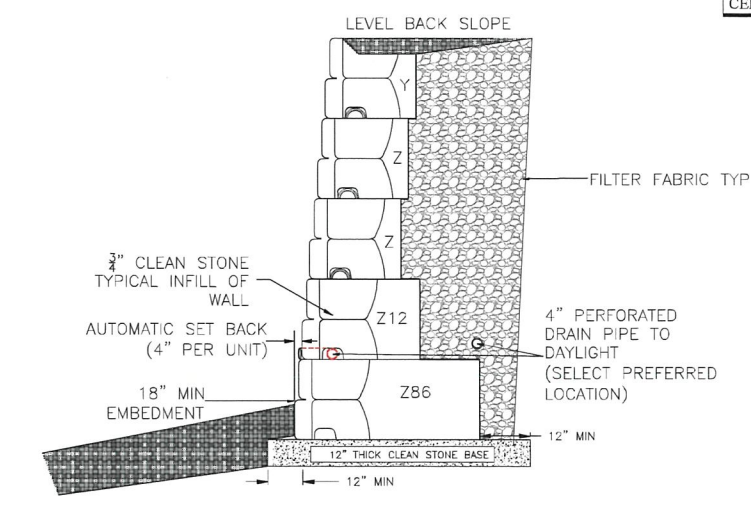 CE
LEVEL BACK SLOPE
Y
Z
FILTER FABRIC TYP
Z
3/4" CLEAN STONE
TYPICAL INFILL OF
WALL
Z12
4" PERFORATED
DRAIN PIPE TO
DAYLIGHT
(SELECT PREFERRED
LOCATION)
AUTOMATIC SET BACK
(4" PER UNIT)
18" MIN
EMBEDMENT
Z86
12" MIN
12" THICK CLEAN STONE BASE
12" MIN